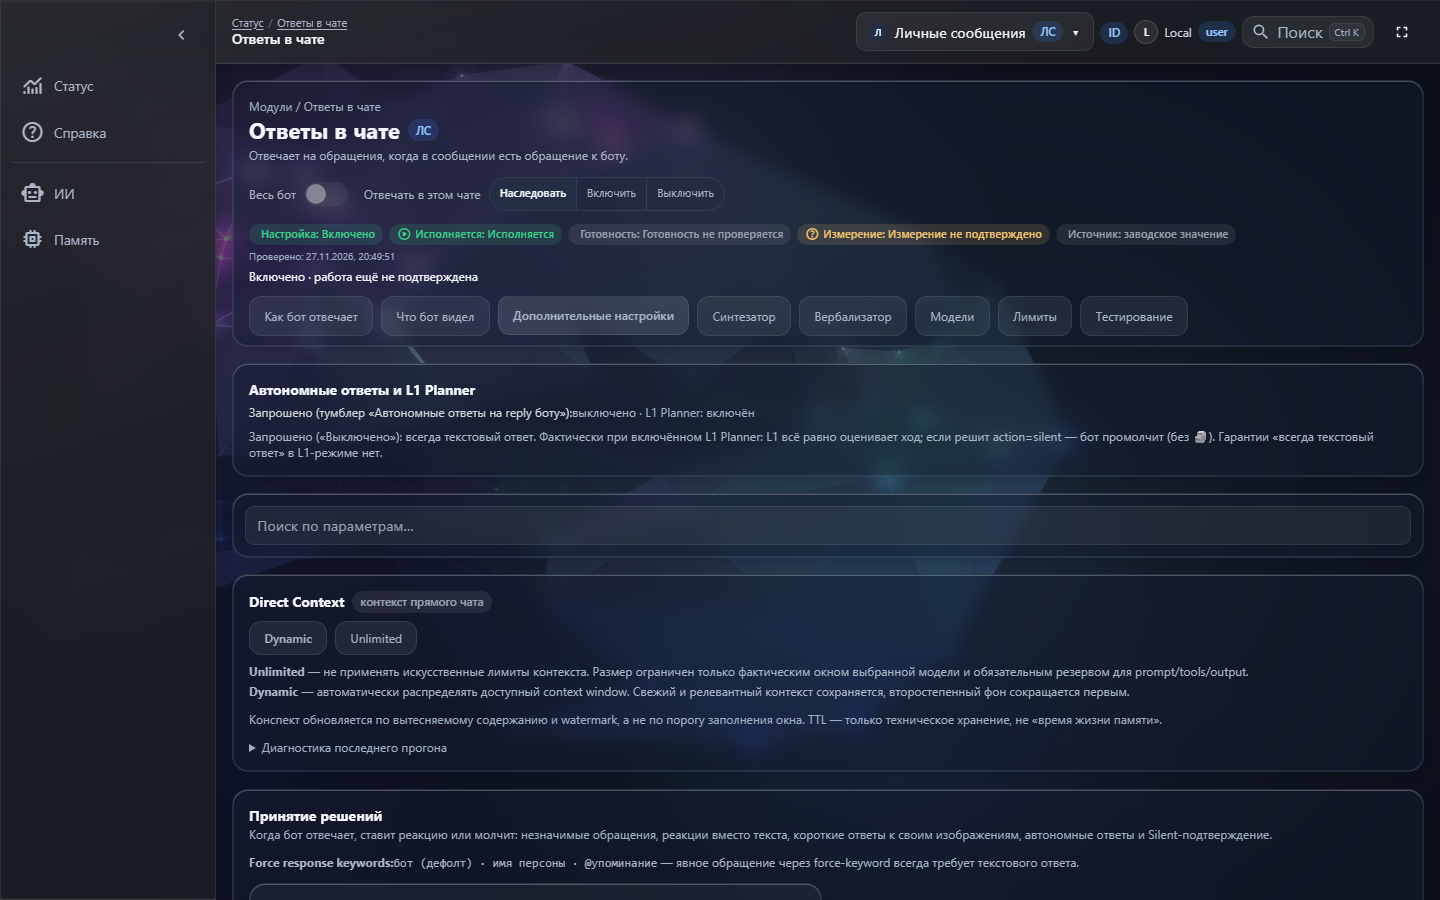 Статус / Ответы в чате
Ответы в чате
Л Личные сообщения ЛС ▼ ID L Local user Поиск Ctrl K
Статус
Справка
ИИ
Память
Модули / Ответы в чате
Ответы в чате ЛС
Отвечает на обращения, когда в сообщении есть обращение к боту.
Весь бот Отвечать в этом чате Наследовать Включить Выключить
Настройка: Включено Исполняется: Исполняется Готовность: Готовность не проверяется Измерение: Измерение не подтверждено Источник: заводское значение
Проверено: 27.11.2026, 20:49:51
Включено · работа ещё не подтверждена
Как бот отвечает Что бот видел Дополнительные настройки Синтезатор Вербализатор Модели Лимиты Тестирование
Автономные ответы и L1 Planner
Запрошено (тумблер «Автономные ответы на reply боту»):выключено · L1 Planner: включён
Запрошено («Выключено»): всегда текстовый ответ. Фактически при включённом L1 Planner: L1 всё равно оценивает ход; если решит action=silent — бот промолчит (без 🗿). Гарантии «всегда текстовый
ответ» в L1-режиме нет.
Поиск по параметрам...
Direct Context контекст прямого чата
Dynamic Unlimited
Unlimited — не применять искусственные лимиты контекста. Размер ограничен только фактическим окном выбранной модели и обязательным резервом для prompt/tools/output.
Dynamic — автоматически распределять доступный context window. Свежий и релевантный контекст сохраняется, второстепенный фон сокращается первым.
Конспект обновляется по вытесняемому содержанию и watermark, а не по порогу заполнения окна. TTL — только техническое хранение, не «время жизни памяти».
▶ Диагностика последнего прогона
Принятие решений
Когда бот отвечает, ставит реакцию или молчит: незначимые обращения, реакции вместо текста, короткие ответы к своим изображениям, автономные ответы и Silent-подтверждение.
Force response keywords:бот (дефолт) · имя персоны · @упоминание — явное обращение через force-keyword всегда требует текстового ответа.